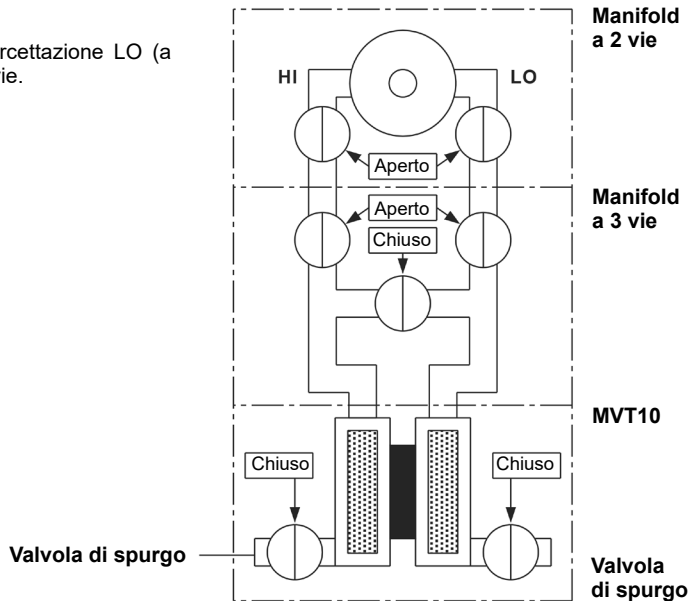 rcettazione LO (a
ie.
Manifold
a 2 vie
HI
LO
Aperto
Manifold
a 3 vie
Aperto
Chiuso
MVT10
Chiuso
Chiuso
Valvola di spurgo
Valvola
di spurgo